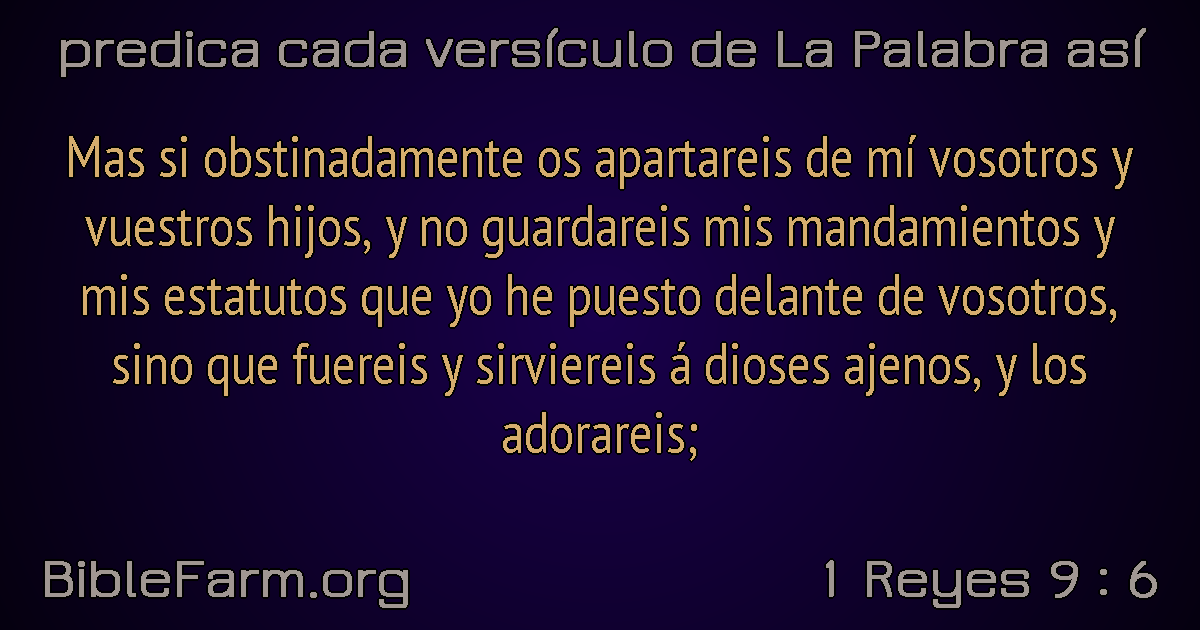 predica cada versículo de La Palabra así
Mas si obstinadamente os apartareis de mí vosotros y
vuestros hijos, y no guardareis mis mandamientos y
mis estatutos que yo he puesto delante de vosotros,
sino que fuereis y sirviereis á dioses ajenos, y los
adorareis;
BibleFarm.org
1 Reyes 9 : 6